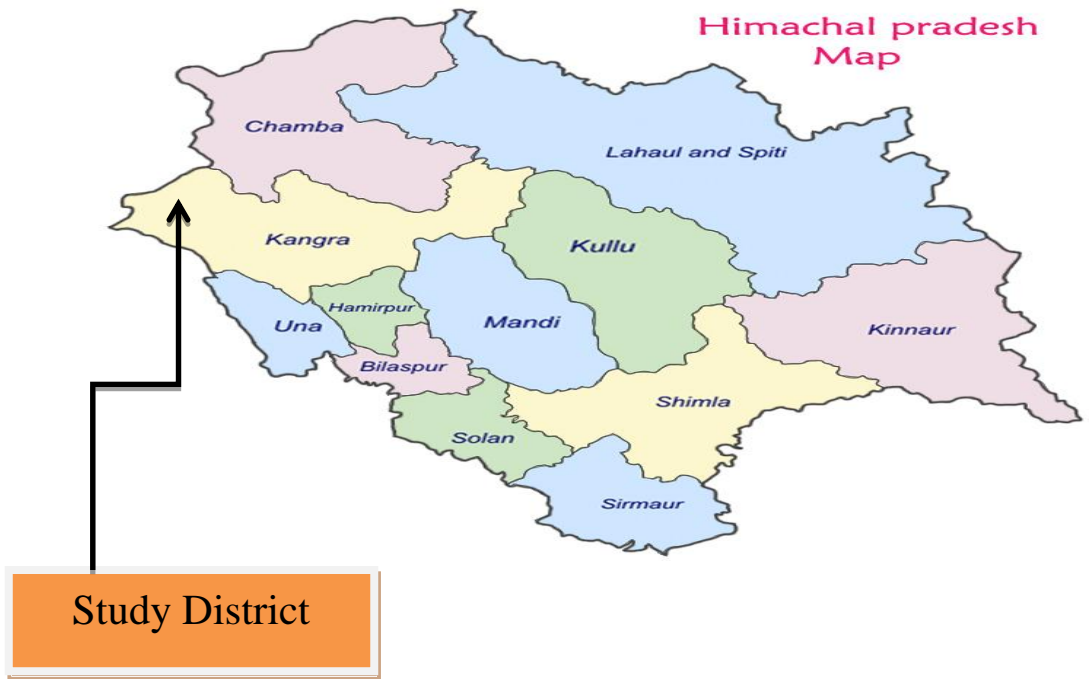 Himachal pradesh
Map
Chamba
Lahaul and Spiti
Kangra
Kullu
Hamirpur
Una
Mandi
Kinnaur
Bilaspur
Shimla
Solan
Sirmaur
Study District